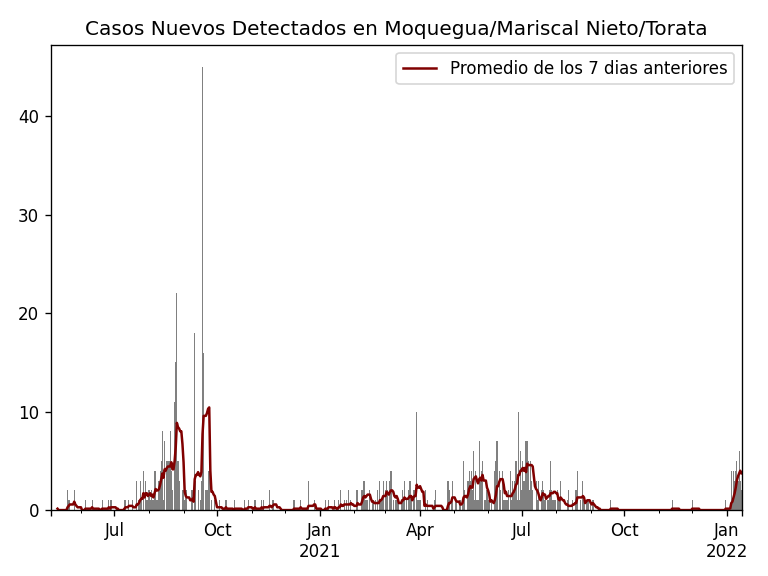 Casos Nuevos Detectados en Moquegua/Mariscal Nieto/Torata
Promedio de los 7 dias anteriores
40
30
20
10
0
Jul
Oct
Jan
2021
Apr
Jul
Oct
Jan
2022